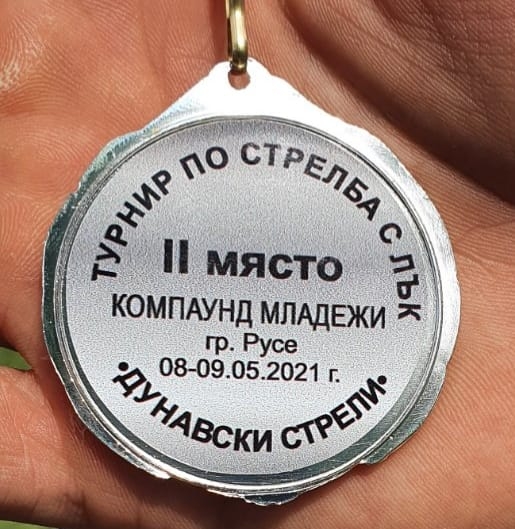 ТУРНИР ПО СТРЕЛБА С ЛЪК
II МЯСТО
КОМПАУНД МЛАДЕЖИ
гр. Русе
08-09.05.2021 г.
•ДУНАВСКИ СТРЕЛИ•